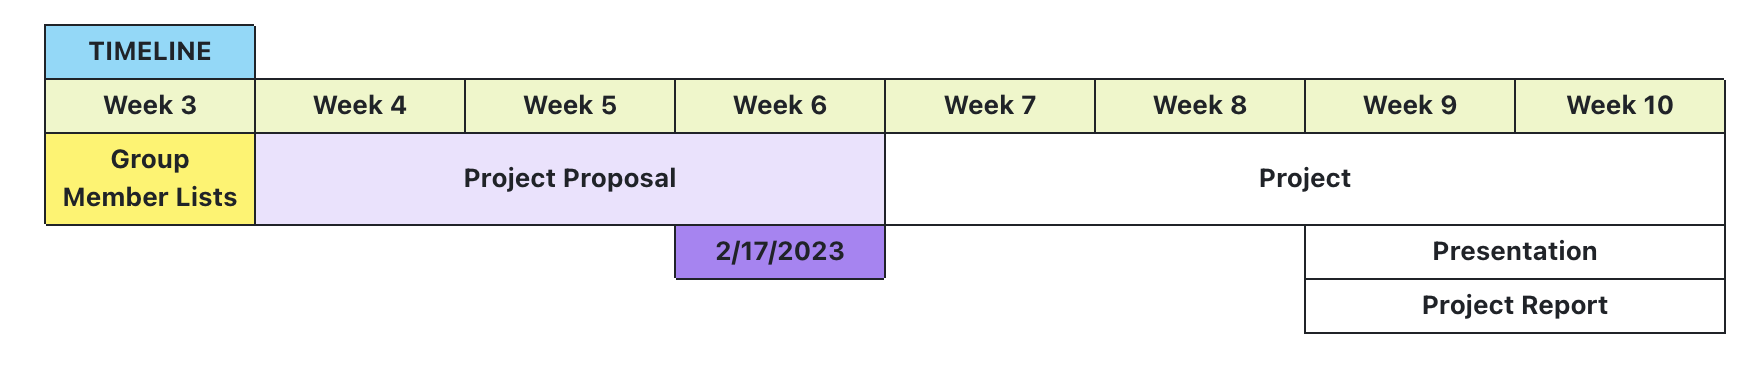 TIMELINE
Week 3 Week 4 Week 5 Week 6 Week 7 Week 8 Week 9 Week 10
Group
Member Lists
Project Proposal
Project
2/17/2023
Presentation
Project Report